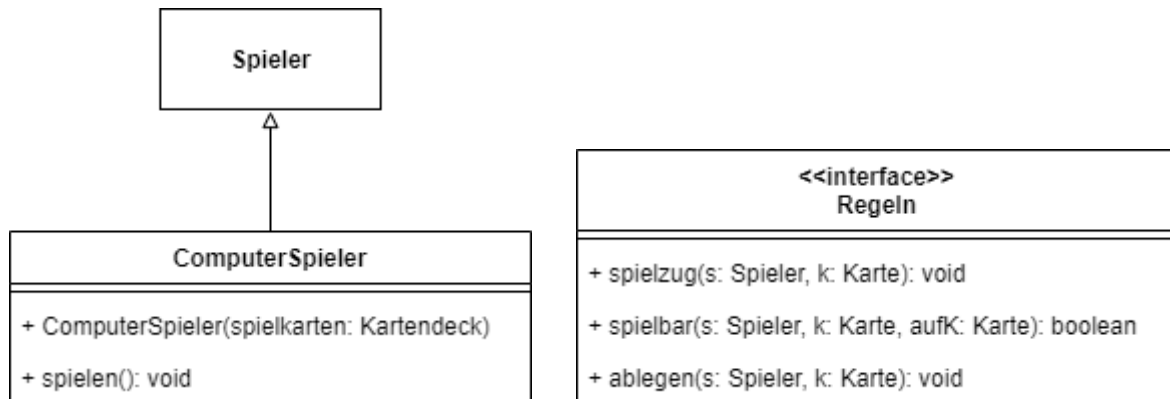 Spieler
ComputerSpieler
+ ComputerSpieler(spielkarten: Kartendeck)
+ spielen(): void
<<interface>>
Regeln
+ spielzug(s: Spieler, k: Karte): void
+ spielbar(s: Spieler, k: Karte, aufK: Karte): boolean
+ ablegen(s: Spieler, k: Karte): void